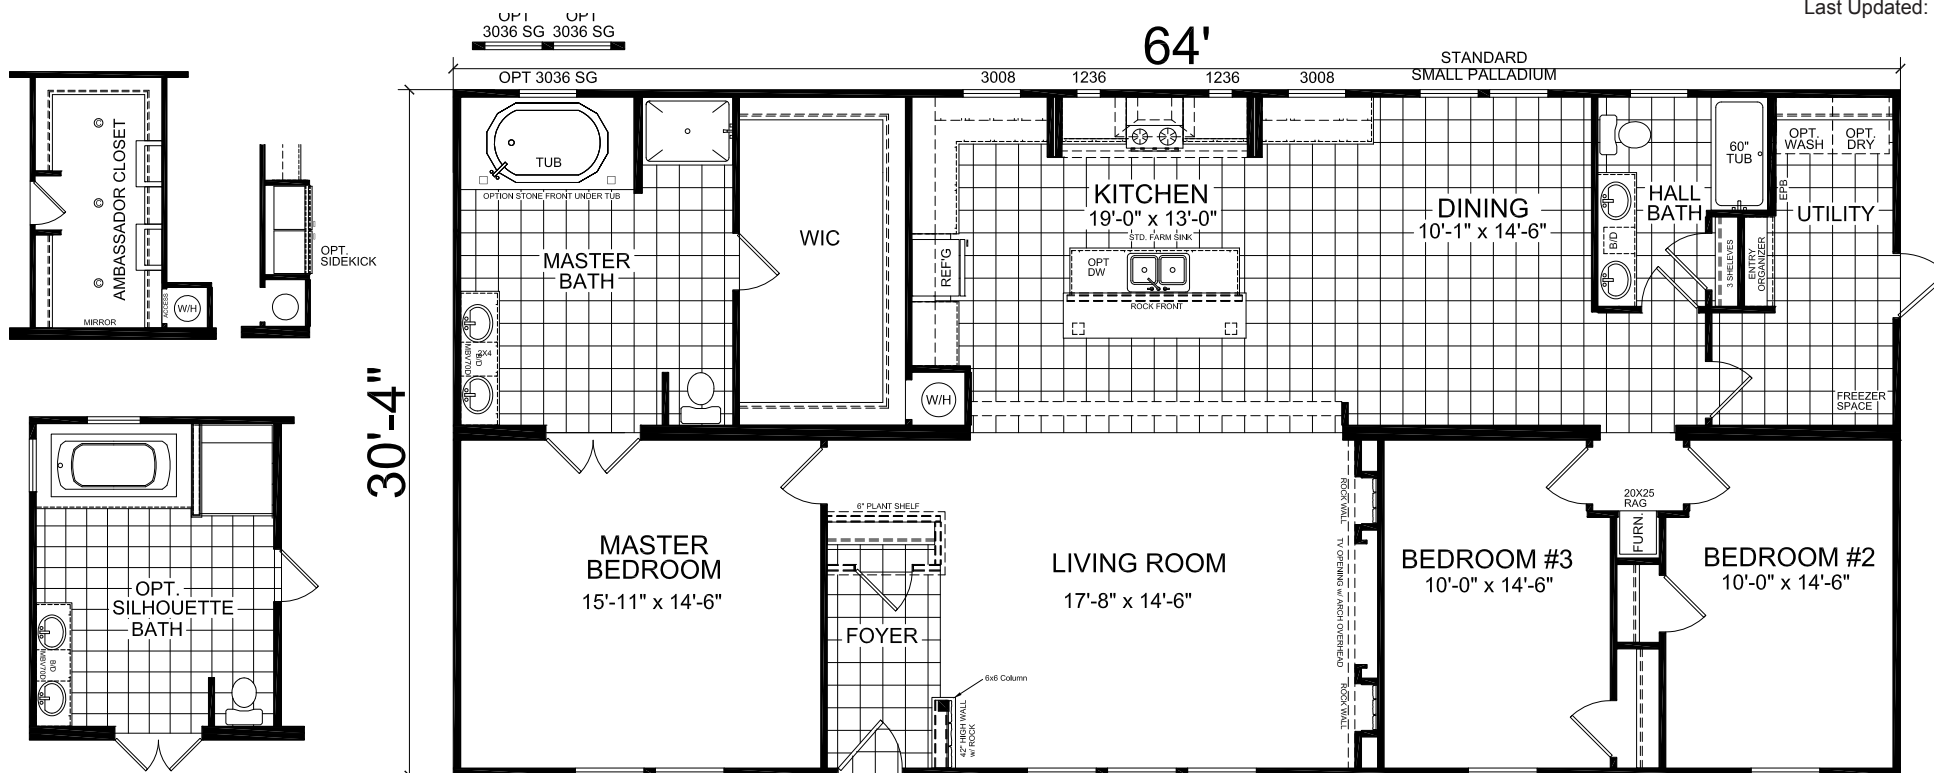 Last Updated:
OPT OPT
3036 SG 3036 SG
64'
OPT 3036 SG
3008
1236
1236
3008
STANDARD
SMALL PALLADIUM
30'-4"
AMBASSADOR CLOSET
MIRROR
ACCESS
W/H
OPT.
SIDEKICK
OPT.
SILHOUETTE
BATH
B/D
MBV70D
TUB
OPTION STONE FRONT UNDER TUB
MASTER
BATH
2X4
B/D
MBV70D
WIC
REF'G
W/H
KITCHEN
19'-0" x 13'-0"
STD. FARM SINK
OPT
DW
ROCK FRONT
DINING
10'-1" x 14'-6"
HALL
BATH
60"
TUB
B/D
3 SHELEVES
ENTRY
ORGANIZER
EPB
OPT.
WASH
OPT.
DRY
UTILITY
FREEZER
SPACE
MASTER
BEDROOM
15'-11" x 14'-6"
6" PLANT SHELF
FOYER
6x6 Column
42" HIGH WALL
w/ ROCK
LIVING ROOM
17'-8" x 14'-6"
ROCK WALL
TV OPENING w/ ARCH OVERHEAD
ROCK WALL
BEDROOM #3
10'-0" x 14'-6"
20X25
RAG
FURN.
BEDROOM #2
10'-0" x 14'-6"